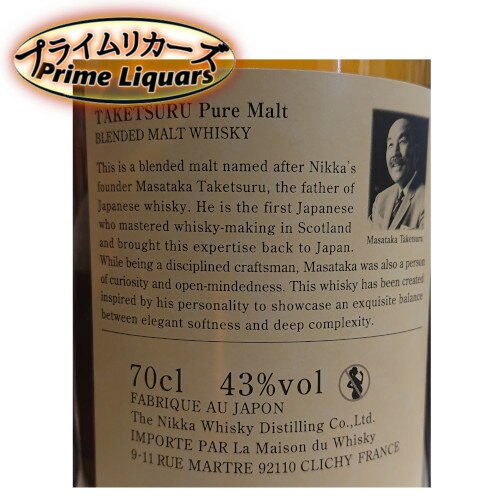 プライムリカーズ
Prime Liquars
TAKETSURU Pure Malt
BLENDED MALT WHISKY
This is a blended malt named after Nikka's
founder Masataka Taketsuru, the father of
Japanese whisky. He is the first Japanese
who mastered whisky-making in Scotland
and brought this expertise back to Japan.
While being a disciplined craftsman, Masataka was also a person
of curiosity and open-mindedness. This whisky has been created
inspired by his personality to showcase an exquisite balance
between elegant softness and deep complexity.
Masataka Taketsuru
70cl 43%vol
FABRIQUE AU JAPON
The Nikka Whisky Distilling Co.,Ltd.
IMPORTE PAR La Maison du Whisky
9-11 RUE MARTRE 92110 CLICHY FRANCE